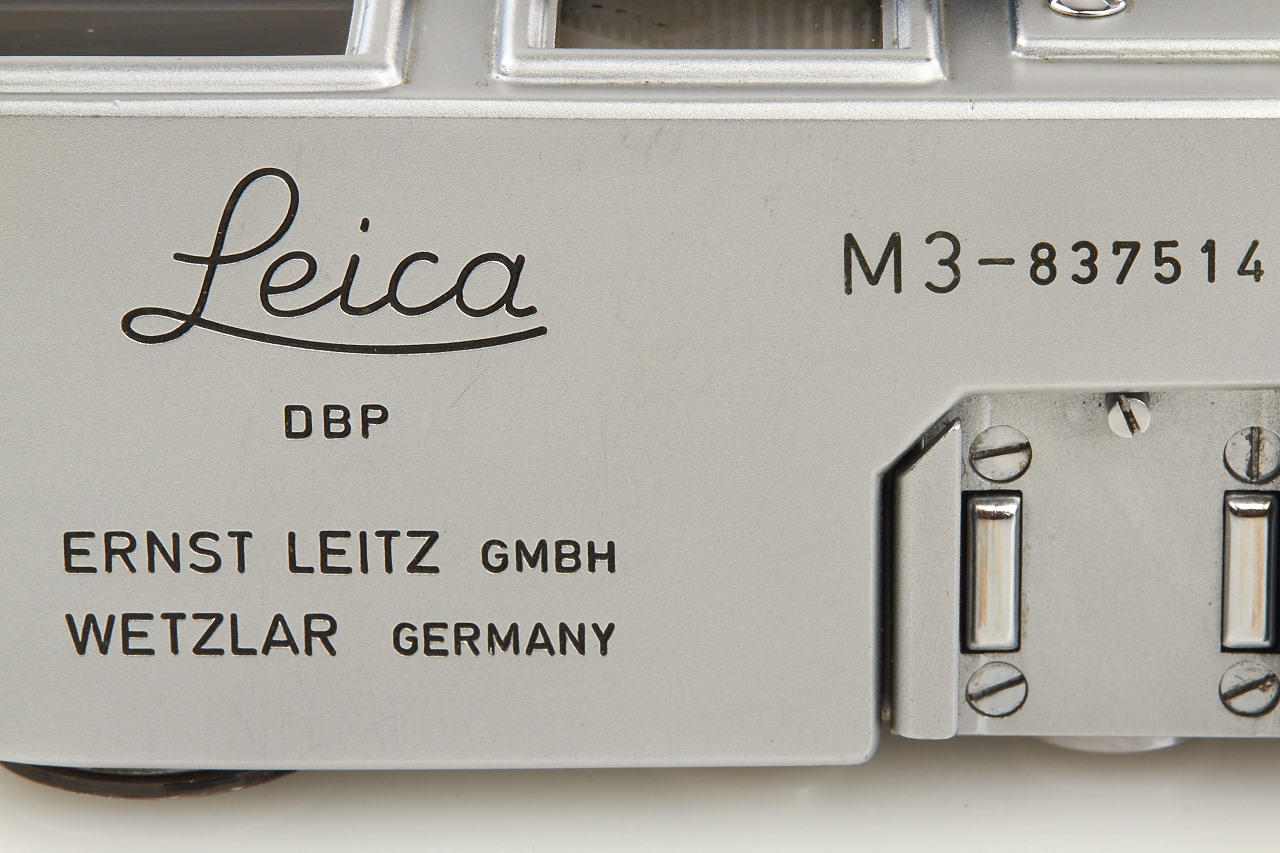 Leica
M3-837514
DBP
ERNST LEITZ GMBH
WETZLAR GERMANY